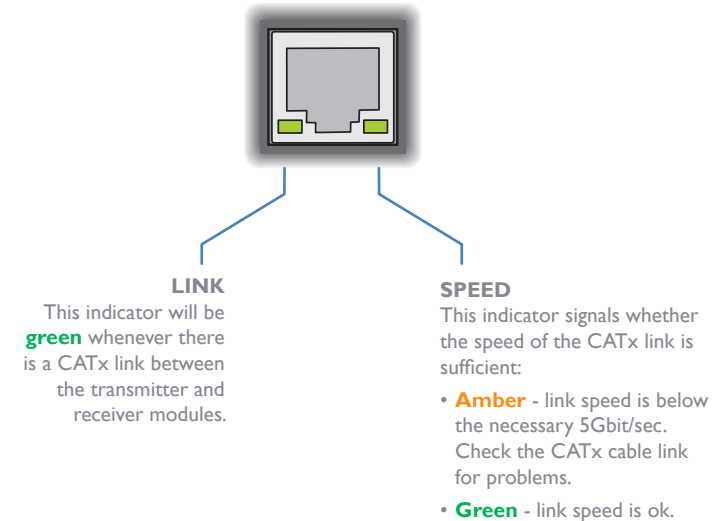 LINK
This indicator will be
green whenever there
is a CATx link between
the transmitter and
receiver modules.
SPEED
This indicator signals whether
the speed of the CATx link is
sufficient:
• Amber - link speed is below
the necessary 5Gbit/sec.
Check the CATx cable link
for problems.
• Green - link speed is ok.